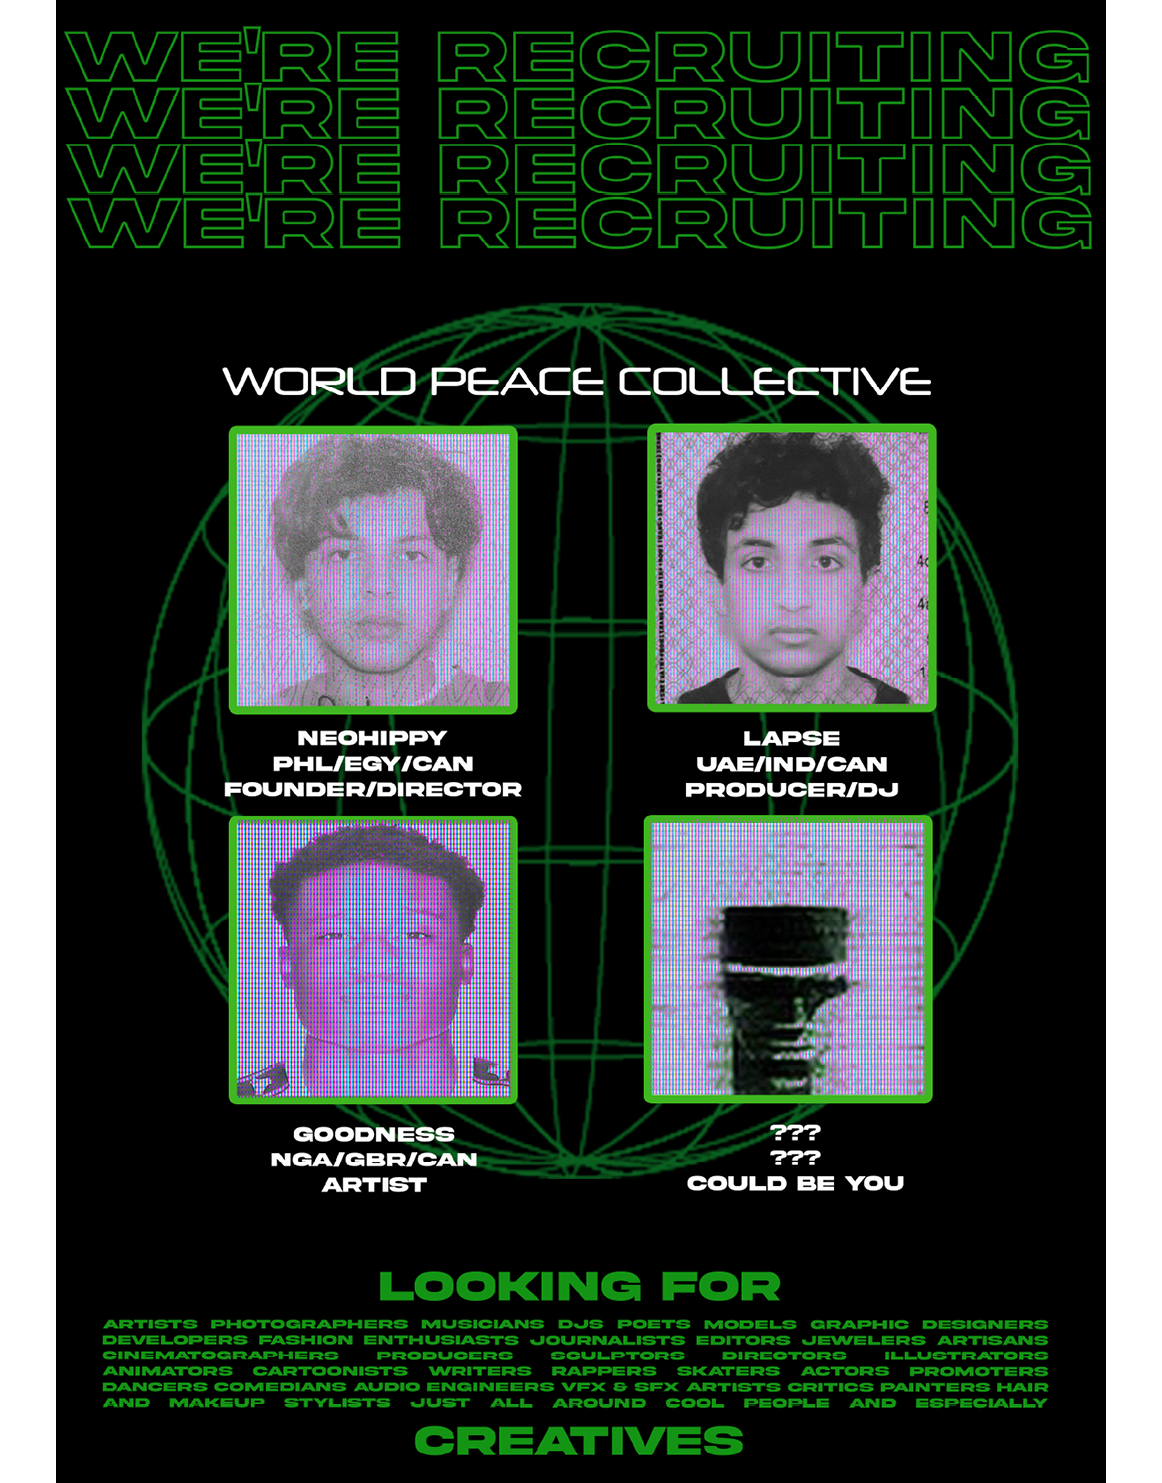 WE'RE RECRUITING
WE'RE RECRUITING
WE'RE RECRUITING
WE'RE RECRUITING
WORLD PEACE COLLECTIVE
NEOHIPPY
PHL/EGY/CAN
FOUNDER/DIRECTOR
LAPSE
UAE/IND/CAN
PRODUCER/DJ
GOODNESS
NGA/GBR/CAN
ARTIST
???
???
COULD BE YOU
LOOKING FOR
ARTISTS PHOTOGRAPHERS MUSICIANS DJS POETS MODELS GRAPHIC DESIGNERS
DEVELOPERS FASHION ENTHUSIASTS JOURNALISTS EDITORS JEWELERS ARTISANS
CINEMATOGRAPHERS PRODUCERS SCULPTORS DIRECTORS ILLUSTRATORS
ANIMATORS CARTOONISTS WRITERS RAPPERS SKATERS ACTORS PROMOTERS
DANCERS COMEDIANS AUDIO ENGINEERS VFX & SFX ARTISTS CRITICS PAINTERS HAIR
AND MAKEUP STYLISTS JUST ALL AROUND COOL PEOPLE AND ESPECIALLY
CREATIVES